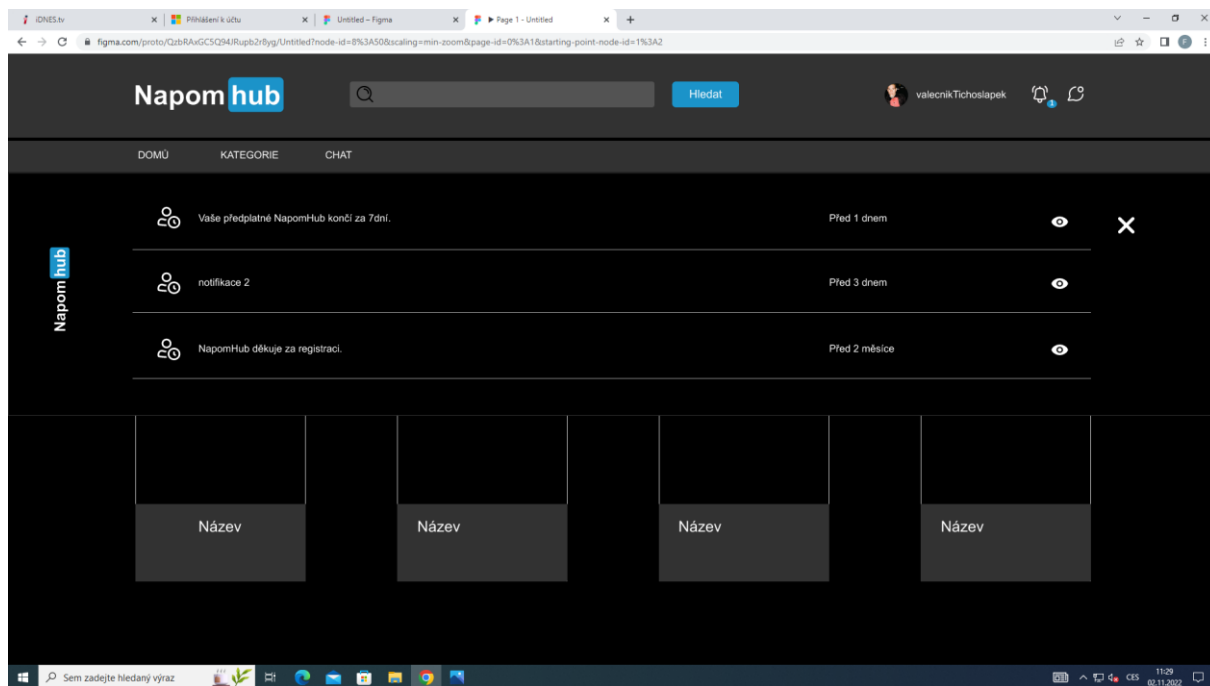 iDNES.tv
Přihlášení k účtu
Untitled – Figma
Page 1 - Untitled
figma.com/proto/QzbRAxGC5Q94JRupb2r8yg/Untitled?node-id=8%3A50&scaling=min-zoom&page-id=0%3A1&starting-point-node-id=1%3A2
F
Napom hub
Hledat
valecnikTichoslapek
1
DOMŮ KATEGORIE CHAT
Vaše předplatné NapomHub končí za 7dní. Před 1 dnem
notifikace 2 Před 3 dnem
NapomHub děkuje za registraci. Před 2 měsíce
Napom hub
Název Název Název Název
Sem zadejte hledaný výraz
CES
11:29
02.11.2022